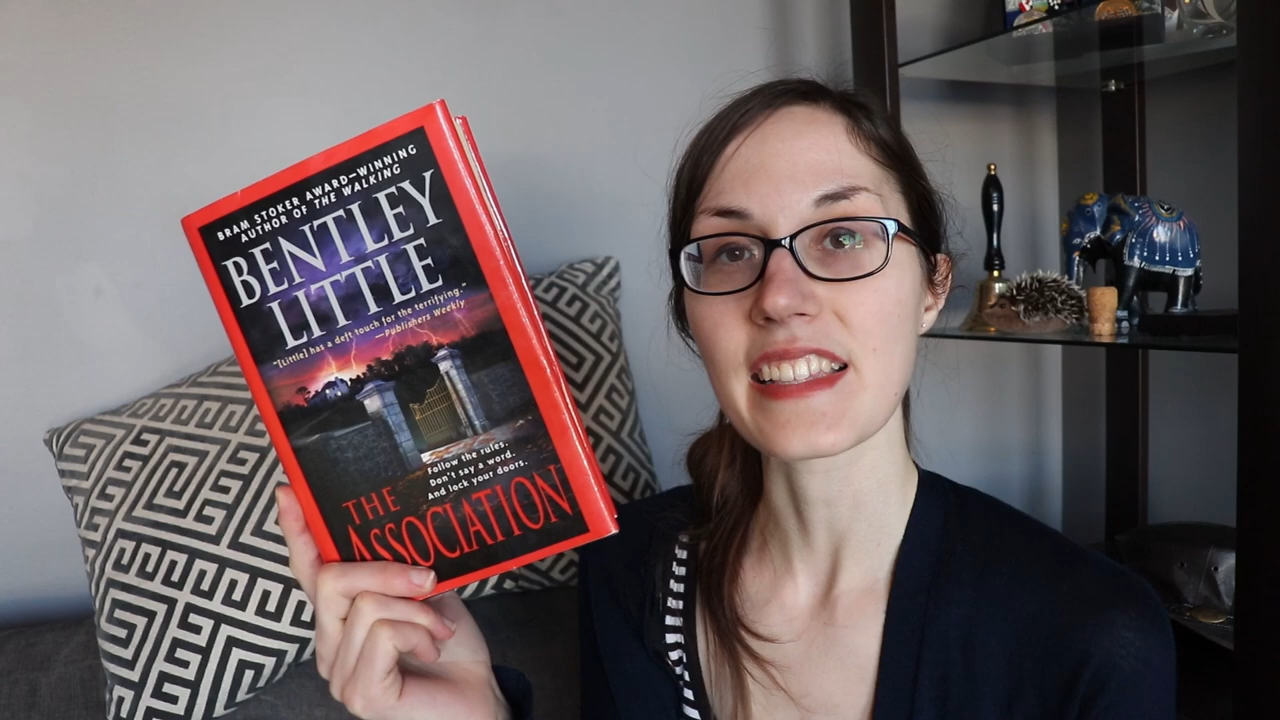 BRAM STOKER AWARD—WINNING
AUTHOR OF THE WALKING
BENTLEY
LITTLE
"[Little] has a deft touch for the terrifying."
—Publishers Weekly
Follow the rules.
Don't say a word.
And lock your doors.
THE
ASSOCIATION